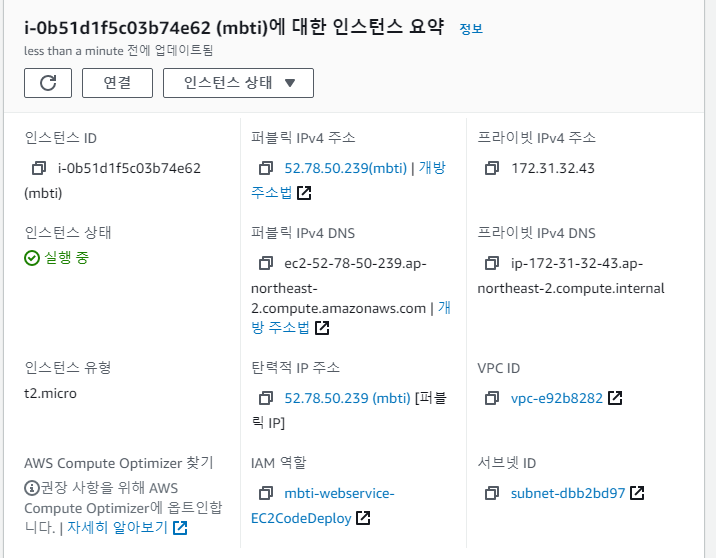 i-0b51d1f5c03b74e62 (mbti)에 대한 인스턴스 요약 정보
less than a minute 전에 업데이트됨
연결
인스턴스 상태
인스턴스 ID
i-0b51d1f5c03b74e62
(mbti)
퍼블릭 IPv4 주소
52.78.50.239(mbti) | 개방
주소법
프라이빗 IPv4 주소
172.31.32.43
인스턴스 상태
실행 중
퍼블릭 IPv4 DNS
ec2-52-78-50-239.ap-
northeast-
2.compute.amazonaws.com | 개
방 주소법
프라이빗 IPv4 DNS
ip-172-31-32-43.ap-
northeast-2.compute.internal
인스턴스 유형
t2.micro
탄력적 IP 주소
52.78.50.239 (mbti) [퍼블
릭 IP]
VPC ID
vpc-e92b8282
AWS Compute Optimizer 찾기
권장 사항을 위해 AWS
Compute Optimizer에 옵트인합
니다. | 자세히 알아보기
IAM 역할
mbti-webservice-
EC2CodeDeploy
서브넷 ID
subnet-dbb2bd97